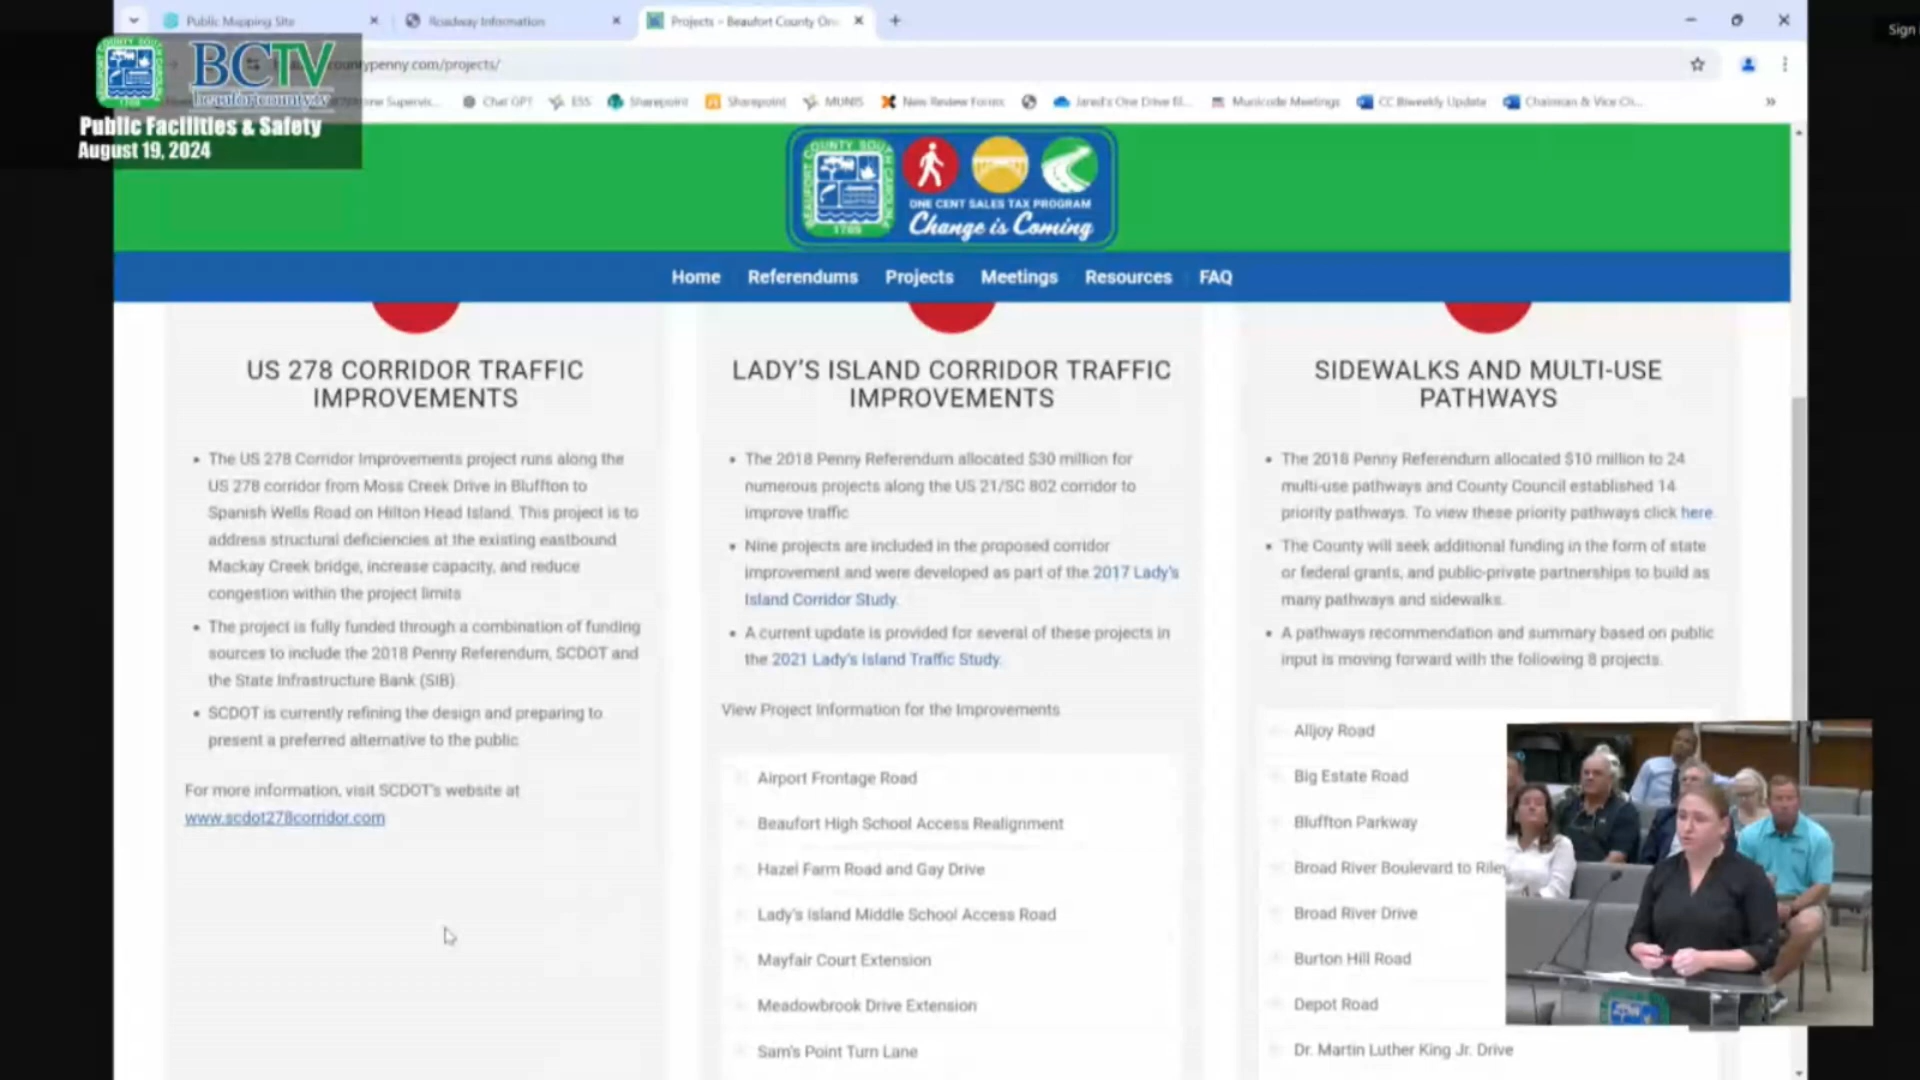 Public Mapping Site
Roadway Information
Projects - Beaufort County On
Sign
BCTV
beaufortcounty.tv
countypenny.com/projects/
Public Facilities & Safety
August 19, 2024
Chat GPT
ESS
Sharepoint
Sharepoint
MUNIS
New Review Forms
Jared's One Drive
Municode Meetings
CC Biweekly Update
Chairman & Vice
COUNTY SOUTH CAROLINA
BEAUFORT
1769
ONE CENT SALES TAX PROGRAM
Change is Coming
Home Referendums Projects Meetings Resources FAQ
US 278 CORRIDOR TRAFFIC
IMPROVEMENTS
• The US 278 Corridor Improvements project runs along the
US 278 corridor from Moss Creek Drive in Bluffton to
Spanish Wells Road on Hilton Head Island. This project is to
address structural deficiencies at the existing eastbound
Mackay Creek bridge, increase capacity, and reduce
congestion within the project limits
• The project is fully funded through a combination of funding
sources to include the 2018 Penny Referendum, SCDOT and
the State Infrastructure Bank (SIB).
• SCDOT is currently refining the design and preparing to
present a preferred alternative to the public
For more information, visit SCDOT's website at
www.scdot278corridor.com
LADY'S ISLAND CORRIDOR TRAFFIC
IMPROVEMENTS
• The 2018 Penny Referendum allocated $30 million for
numerous projects along the US 21/SC 802 corridor to
improve traffic
• Nine projects are included in the proposed corridor
improvement and were developed as part of the 2017 Lady's
Island Corridor Study.
• A current update is provided for several of these projects in
the 2021 Lady's Island Traffic Study.
View Project Information for the Improvements
Airport Frontage Road
Beaufort High School Access Realignment
Hazel Farm Road and Gay Drive
Lady's island Middle School Access Road
Mayfair Court Extension
Meadowbrook Drive Extension
Sam's Point Turn Lane
SIDEWALKS AND MULTI-USE
PATHWAYS
• The 2018 Penny Referendum allocated $10 million to 24
multi-use pathways and County Council established 14
priority pathways. To view these priority pathways click here.
• The County will seek additional funding in the form of state
or federal grants, and public-private partnerships to build as
many pathways and sidewalks.
• A pathways recommendation and summary based on public
input is moving forward with the following 8 projects.
Alljoy Road
Big Estate Road
Bluffton Parkway
Broad River Boulevard to Riley
Broad River Drive
Burton Hill Road
Depot Road
Dr. Martin Luther King Jr. Drive